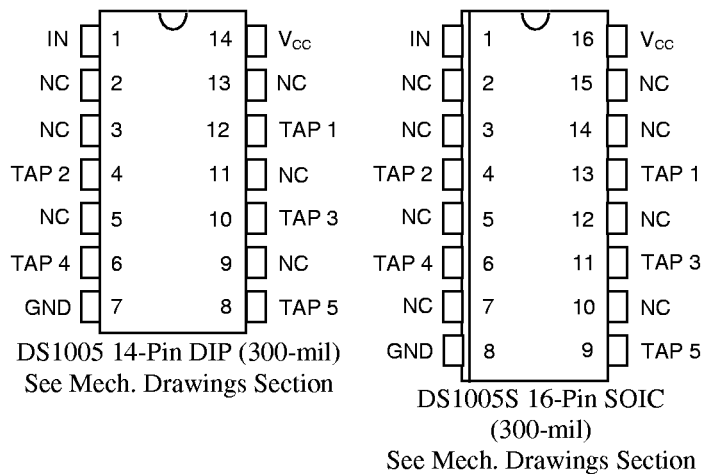 IN 1 14 VCC
NC 2 13 NC
NC 3 12 TAP 1
TAP 2 4 11 NC
NC 5 10 TAP 3
TAP 4 6 9 NC
GND 7 8 TAP 5
DS1005 14-Pin DIP (300-mil)
See Mech. Drawings Section
IN 1 16 VCC
NC 2 15 NC
NC 3 14 NC
TAP 2 4 13 TAP 1
NC 5 12 NC
TAP 4 6 11 TAP 3
NC 7 10 NC
GND 8 9 TAP 5
DS1005S 16-Pin SOIC
(300-mil)
See Mech. Drawings Section